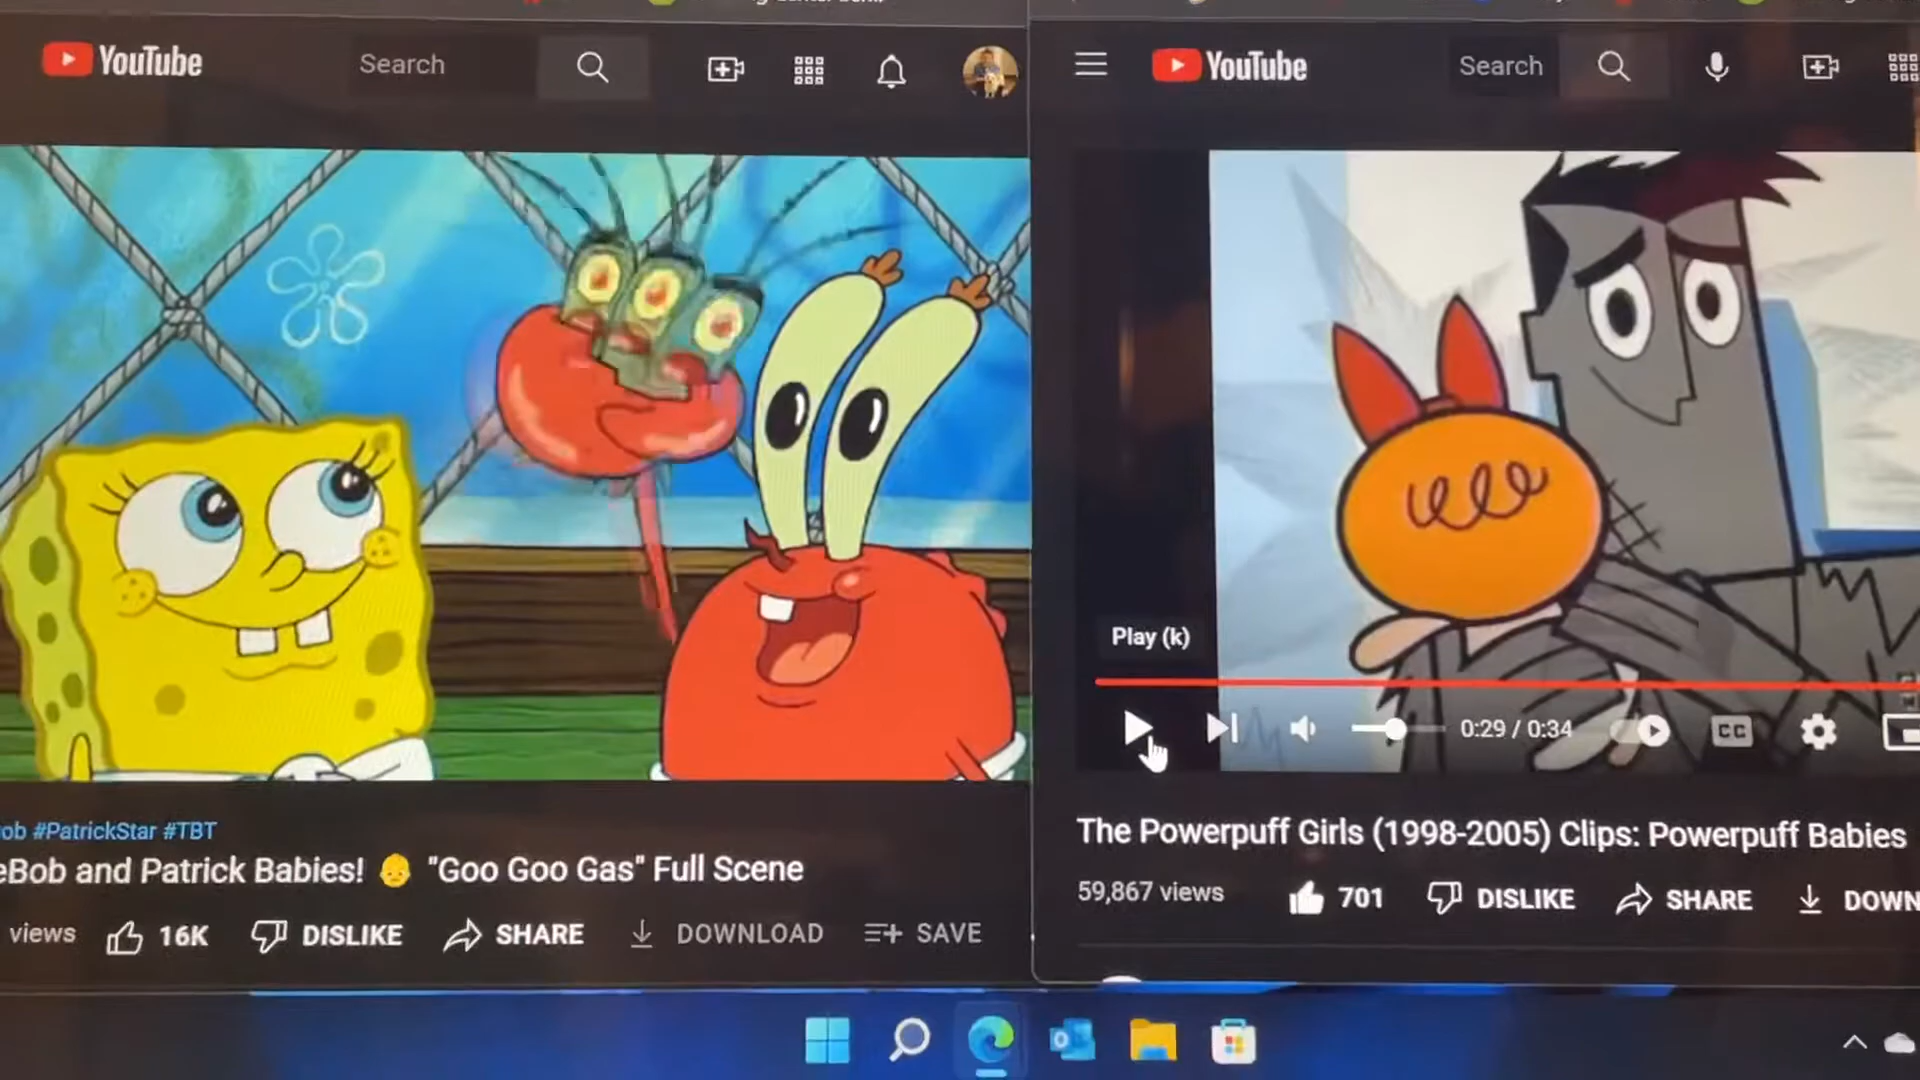 YouTube
Search
ob #PatrickStar #TBT
eBob and Patrick Babies! 👶 "Goo Goo Gas" Full Scene
views
16K
DISLIKE
SHARE
DOWNLOAD
SAVE
YouTube
Search
Play (k)
0:29 / 0:34
CC
The Powerpuff Girls (1998-2005) Clips: Powerpuff Babies
59,867 views
701
DISLIKE
SHARE
DOWN